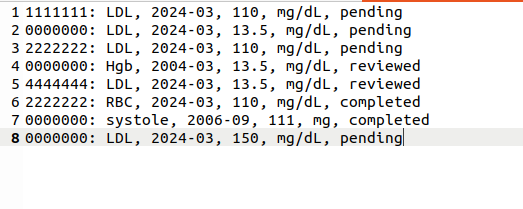 1 1111111: LDL, 2024-03, 110, mg/dL, pending
2 0000000: LDL, 2024-03, 13.5, mg/dL, pending
3 2222222: LDL, 2024-03, 110, mg/dL, pending
4 0000000: Hgb, 2004-03, 13.5, mg/dL, reviewed
5 4444444: LDL, 2024-03, 13.5, mg/dL, reviewed
6 2222222: RBC, 2024-03, 110, mg/dL, completed
7 0000000: systole, 2006-09, 111, mg, completed
8 0000000: LDL, 2024-03, 150, mg/dL, pending